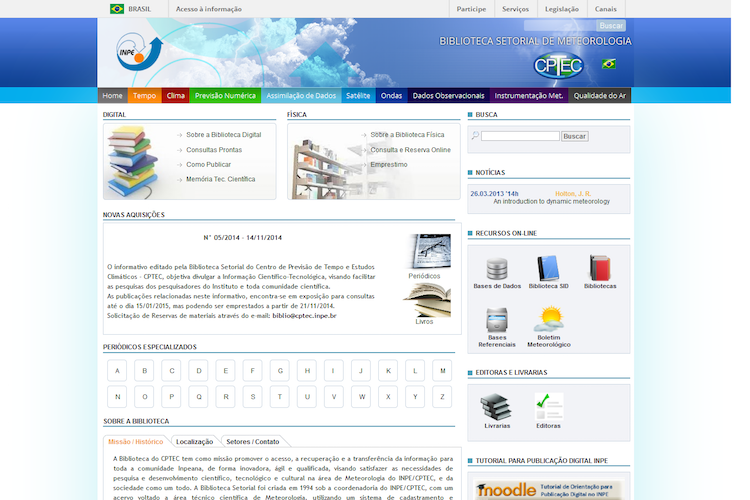 BRASIL
Acesso à informação
Participe
Serviços
Legislação
Canais
Buscar
BIBLIOTECA SETORIAL DE METEOROLOGIA
INPE
CPTEC
Home Tempo Clima Previsão Numérica Assimilação de Dados Satélite Ondas Dados Observacionais Instrumentação Met. Qualidade do Ar
DIGITAL
Sobre a Biblioteca Digital
Consultas Prontas
Como Publicar
Memória Tec. Científica
FÍSICA
Sobre a Biblioteca Física
Consulta e Reserva Online
Emprestimo
BUSCA
Buscar
NOTÍCIAS
26.03.2013 '14h Holton, J. R.
An introduction to dynamic meteorology
NOVAS AQUISIÇÕES
N° 05/2014 - 14/11/2014
O informativo editado pela Biblioteca Setorial do Centro de Previsão de Tempo e Estudos
Climáticos - CPTEC, objetiva divulgar a Informação Científico-Tecnológica, visando facilitar
as pesquisas dos pesquisadores do Instituto e toda comunidade científica.
As publicações relacionadas neste informativo, encontra-se em exposição para consultas
até o dia 15/01/2015, mas podendo ser emprestados a partir de 21/11/2014.
Solicitação de Reservas de materiais através do e-mail: biblio@cptec.inpe.br
Periódicos
Livros
RECURSOS ON-LINE
Bases de Dados Biblioteca SID Bibliotecas
Bases
Referenciais
Boletim
Meteorológico
PERIÓDICOS ESPECIALIZADOS
A B C D E F G H I J K L M
N O P Q R S T U V W X Y Z
EDITORAS E LIVRARIAS
Livrarias Editoras
SOBRE A BIBLIOTECA
Missão / Histórico Localização Setores / Contato
A Biblioteca do CPTEC tem como missão promover o acesso, a recuperação e a transferência da informação para
toda a comunidade Inpeana, de forma inovadora, ágil e qualificada, visando satisfazer as necessidades de
pesquisa e desenvolvimento científico, tecnológico e cultural na área de Meteorologia do INPE/CPTEC, e da
sociedade como um todo. A Biblioteca Setorial foi criada em 1994 sob a coordenadoria do INPE/CPTEC, com um
acervo voltado a área técnico científica de Meteorologia, utilizando um sistema de cadastramento e
TUTORIAL PARA PUBLICAÇÃO DIGITAL INPE
moodle
Tutorial de Orientação para
Publicação Digital no INPE